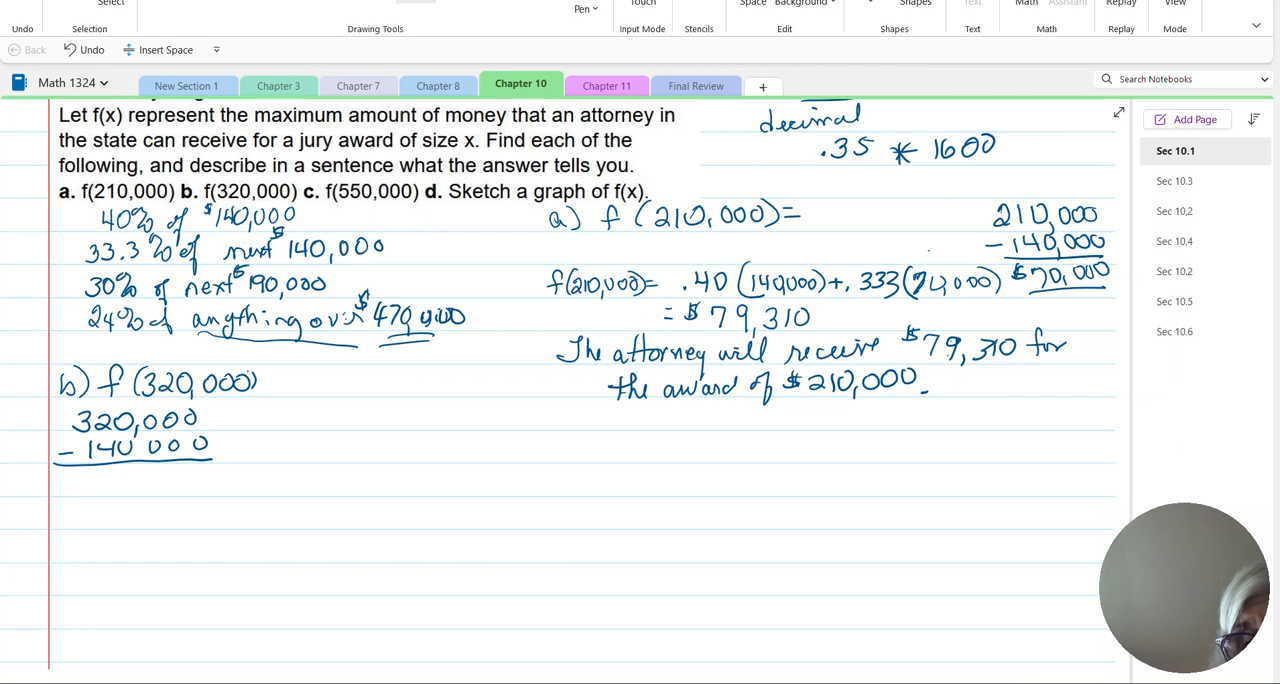 Select
Pen
Touch
Space Background
Shapes
Text
Math Assistant
Replay
View
Undo
Selection
Drawing Tools
Input Mode
Stencils
Edit
Shapes
Text
Math
Replay
Mode
Back Undo Insert Space
Math 1324
New Section 1
Chapter 3
Chapter 7
Chapter 8
Chapter 10
Chapter 11
Final Review
+
Search Notebooks
Add Page
Sec 10.1
Sec 10.3
Sec 10,2
Sec 10,4
Sec 10.2
Sec 10.5
Sec 10.6
Let f(x) represent the maximum amount of money that an attorney in
the state can receive for a jury award of size x. Find each of the
following, and describe in a sentence what the answer tells you.
a. f(210,000) b. f(320,000) c. f(550,000) d. Sketch a graph of f(x).
decimal
.35 * 1600
40% of $140,000
33.3% of next $140,000
30% of next $190,000
24% of anything over $470,000
a) f(210,000)=
210,000
-140,000
$70,000
f(210,000)= .40(140,000)+.333(70,000)
= $79,310
The attorney will receive $79,310 for
the award of $210,000.
b) f(320,000)
320,000
-140 000